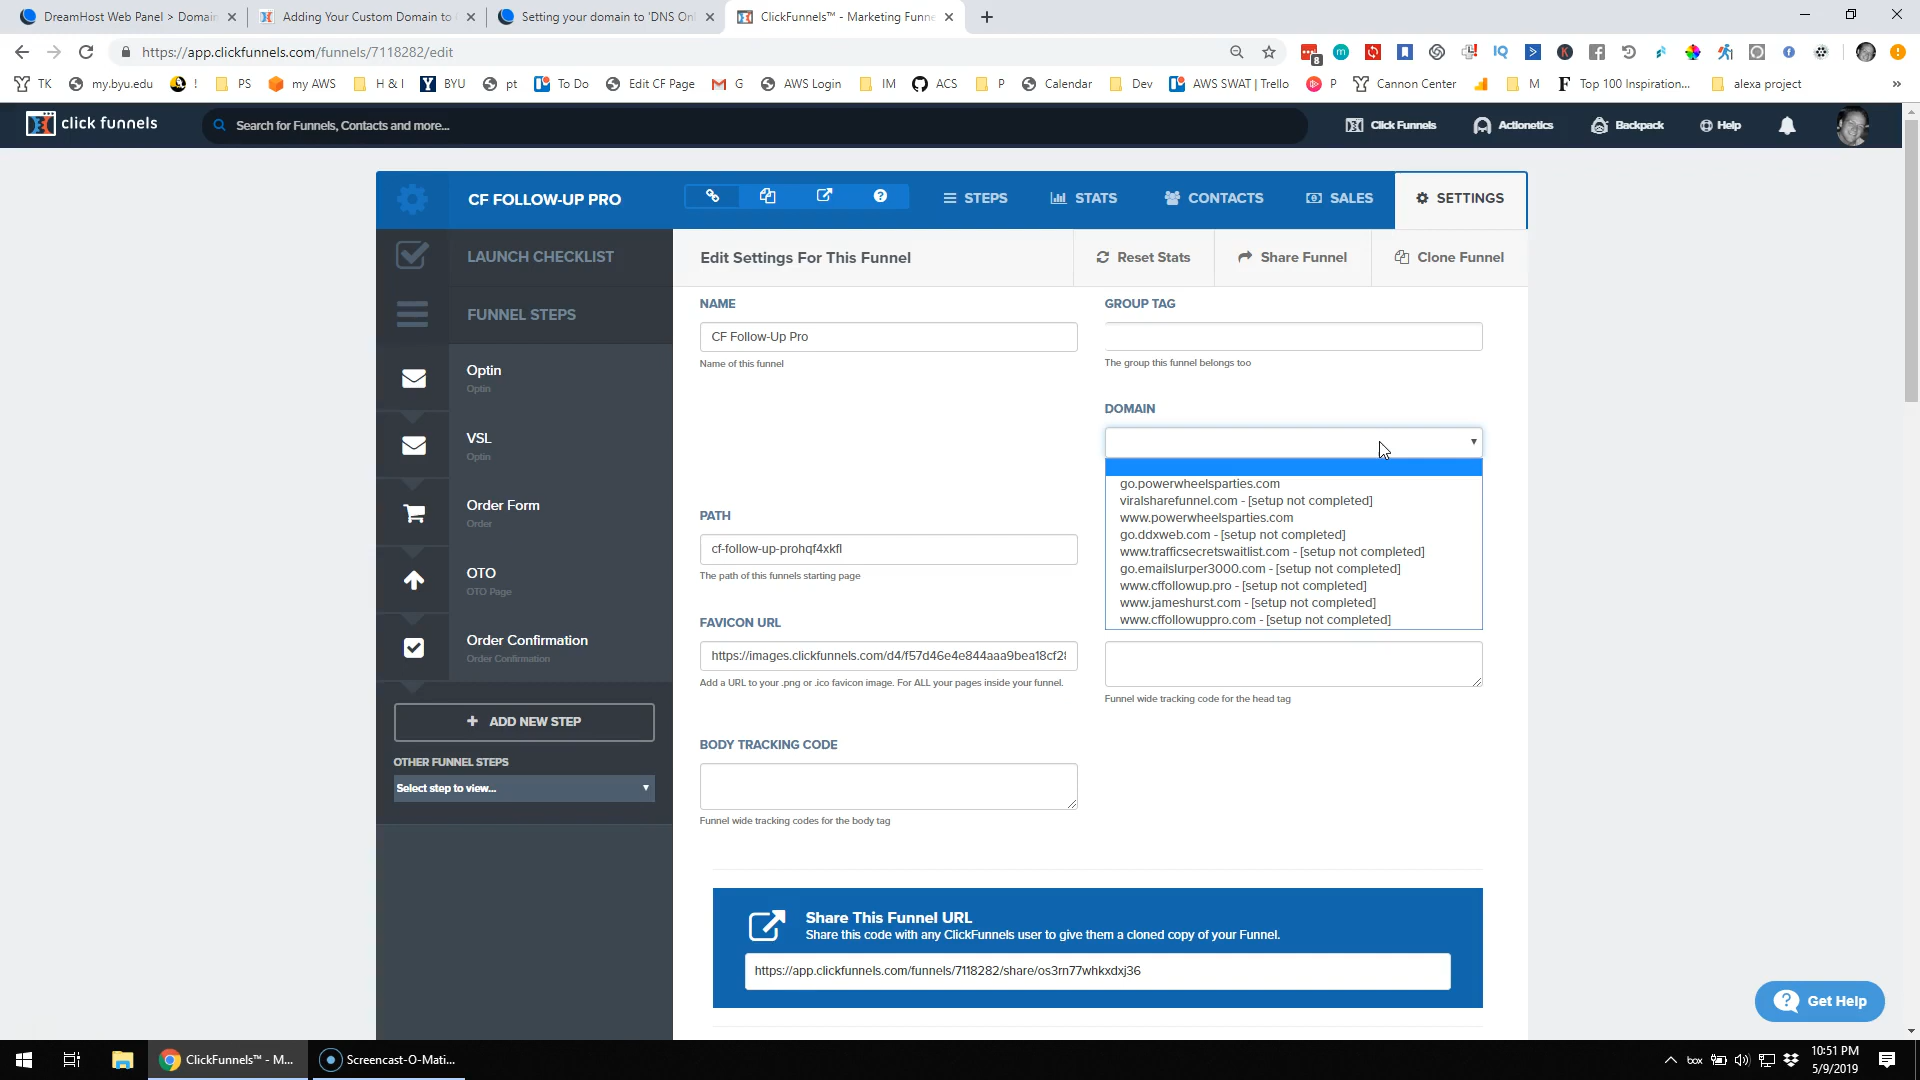 DreamHost Web Panel > Domain
Adding Your Custom Domain to
Setting your domain to 'DNS On
ClickFunnels™ - Marketing Funne
https://app.clickfunnels.com/funnels/7118282/edit
8
TK
my.byu.edu
!
PS
my AWS
H & I
BYU
pt
To Do
Edit CF Page
G
AWS Login
IM
ACS
P
Calendar
Dev
AWS SWAT | Trello
P
Cannon Center
M
Top 100 Inspiration...
alexa project
»
click funnels
Search for Funnels, Contacts and more...
Click Funnels
Actionetics
Backpack
Help
CF FOLLOW-UP PRO
STEPS
STATS
CONTACTS
SALES
SETTINGS
LAUNCH CHECKLIST
Edit Settings For This Funnel
Reset Stats
Share Funnel
Clone Funnel
FUNNEL STEPS
Optin
Optin
VSL
Optin
Order Form
Order
OTO
OTO Page
Order Confirmation
Order Confirmation
+ ADD NEW STEP
OTHER FUNNEL STEPS
Select step to view...
NAME
CF Follow-Up Pro
Name of this funnel
GROUP TAG
The group this funnel belongs too
DOMAIN
go.powerwheelsparties.com
viralsharefunnel.com - [setup not completed]
www.powerwheelsparties.com
go.ddxweb.com - [setup not completed]
www.trafficsecretswaitlist.com - [setup not completed]
go.emailslurper3000.com - [setup not completed]
www.cffollowup.pro - [setup not completed]
www.jameshurst.com - [setup not completed]
www.cffollowuppro.com - [setup not completed]
PATH
cf-follow-up-prohqf4xkfl
The path of this funnels starting page
FAVICON URL
https://images.clickfunnels.com/d4/f57d46e4e844aaa9bea18cf28
Add a URL to your .png or .ico favicon image. For ALL your pages inside your funnel.
Funnel wide tracking code for the head tag
BODY TRACKING CODE
Funnel wide tracking codes for the body tag
Share This Funnel URL
Share this code with any ClickFunnels user to give them a cloned copy of your Funnel.
https://app.clickfunnels.com/funnels/7118282/share/os3rn77whkxdxj36
Get Help
ClickFunnels™ - M...
Screencast-O-Mati...
box
10:51 PM
5/9/2019